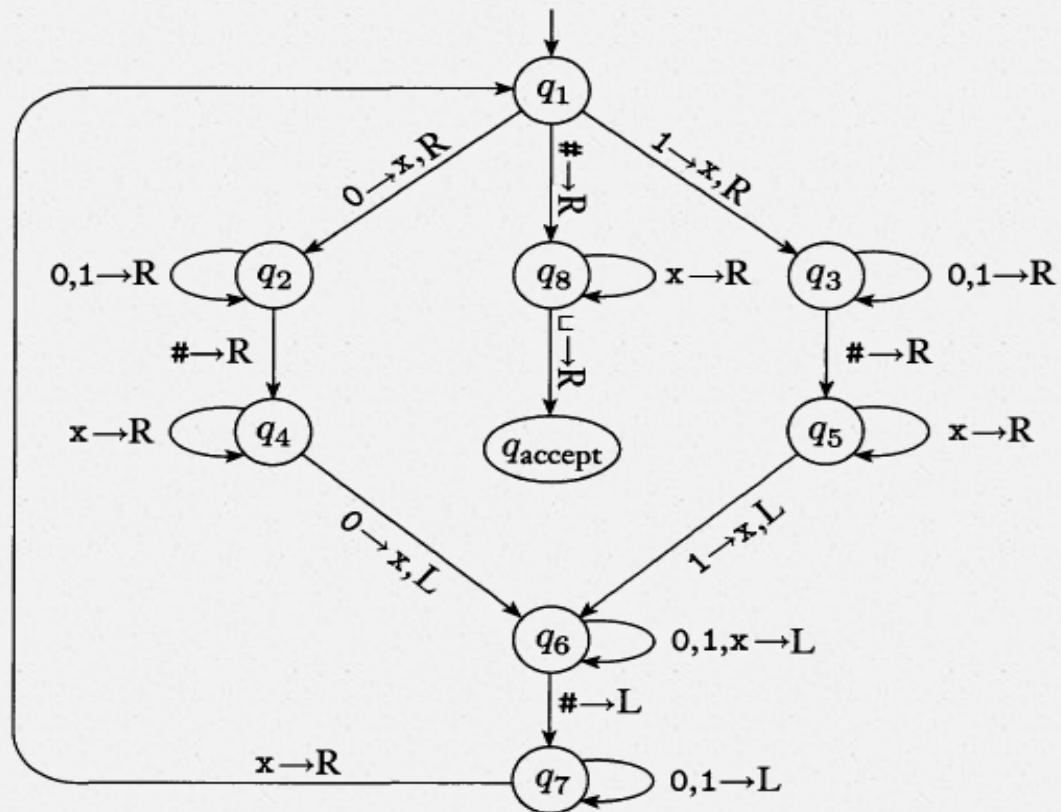 q1
0→x,R
#→R
1→x,R
0,1→R
q2
q8
x→R
q3
0,1→R
#→R
⊔→R
#→R
x→R
q4
qaccept
q5
x→R
0→x,L
1→x,L
q6
0,1,x→L
#→L
x→R
q7
0,1→L